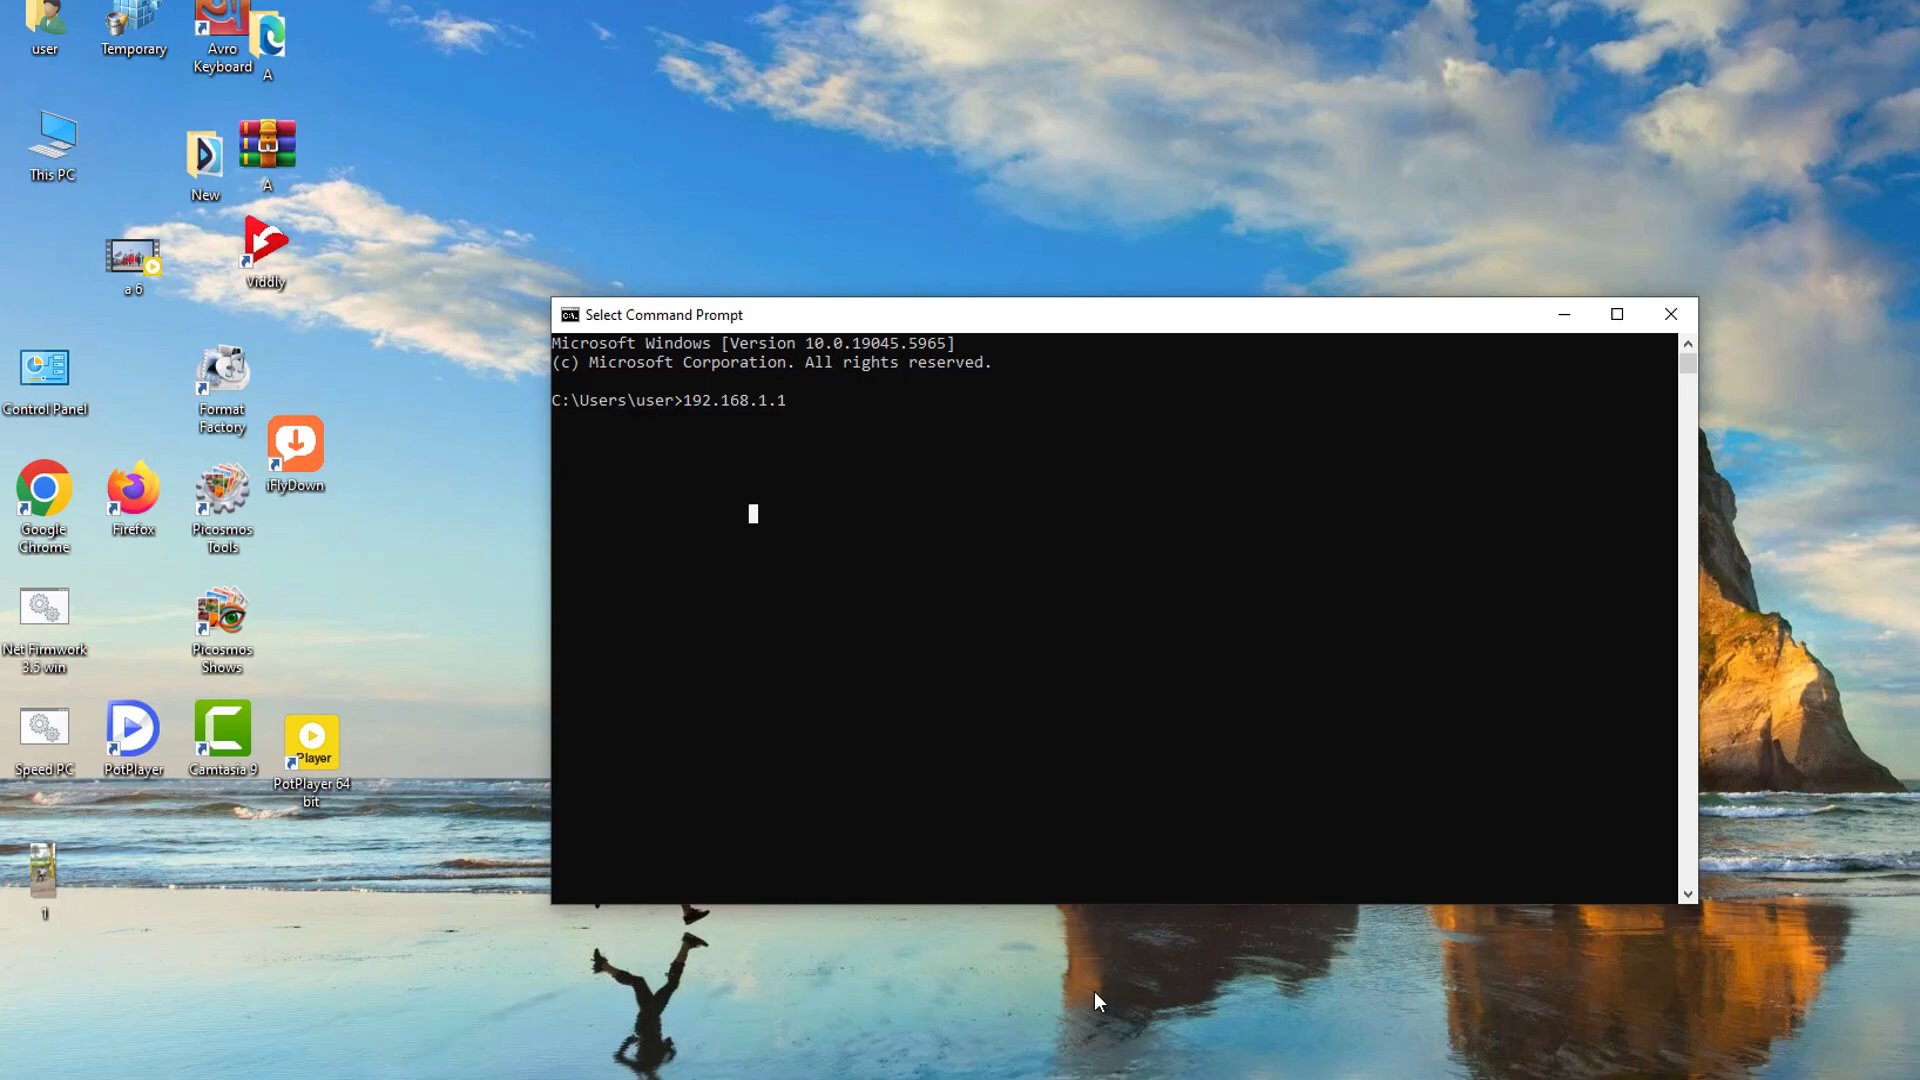 user
Temporary
Avro
Keyboard
A
This PC
New
A
a 6
Viddly
Control Panel
Format
Factory
iFlyDown
Google
Chrome
Firefox
Picosmos
Tools
Net Firmwork
3.5 win
Picosmos
Shows
Speed PC
PotPlayer
Camtasia 9
Player
PotPlayer 64
bit
1
C:\.
Select Command Prompt
Microsoft Windows [Version 10.0.19045.5965]
(c) Microsoft Corporation. All rights reserved.
C:\Users\user>192.168.1.1